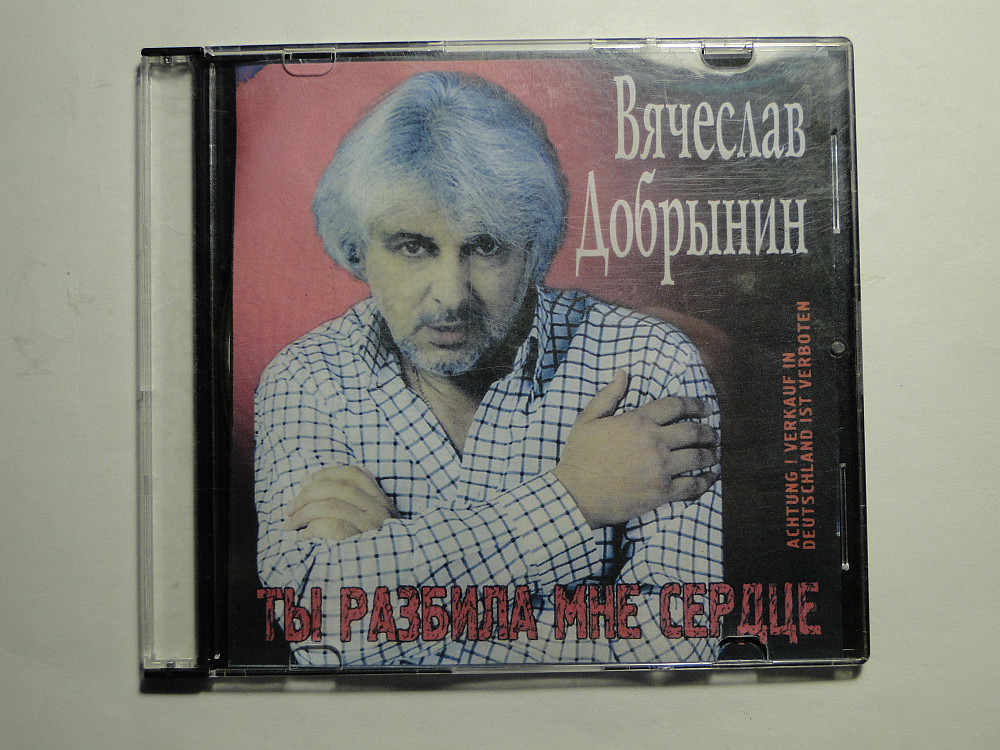 Вячеслав
Добрынин
ACHTUNG ! VERKAUF IN
DEUTSCHLAND IST VERBOTEN
ТЫ РАЗБИЛА МНЕ СЕРДЦЕ